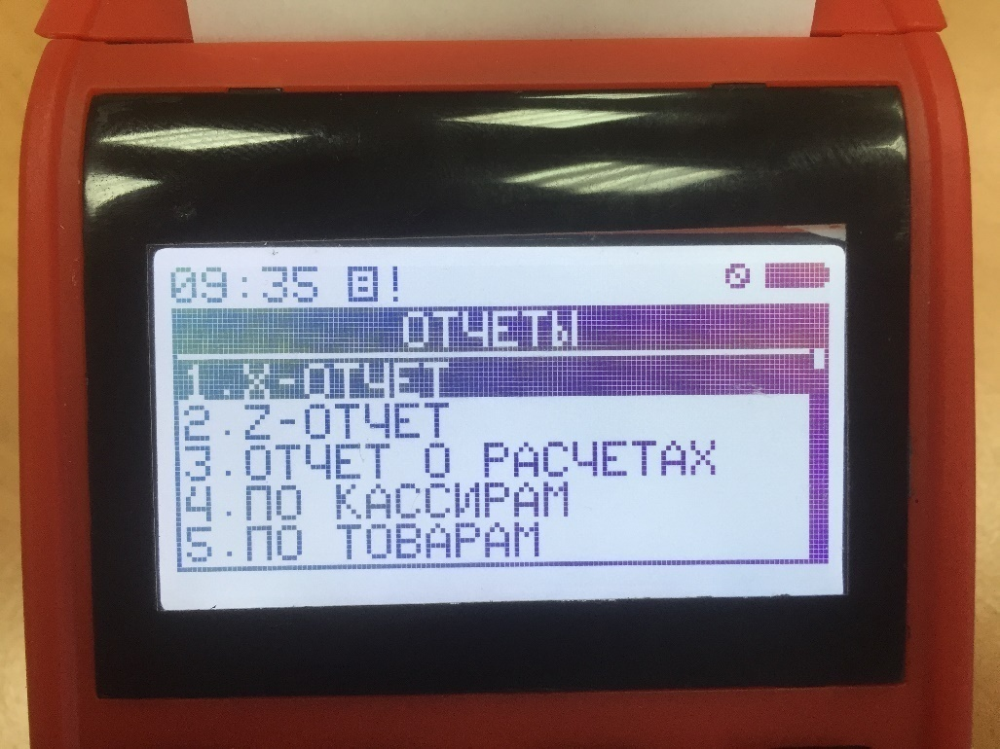 09:35 !
ОТЧЕТЫ
1.X-ОТЧЕТ
2.Z-ОТЧЕТ
3.ОТЧЕТ О РАСЧЕТАХ
4.ПО КАССИРАМ
5.ПО ТОВАРАМ